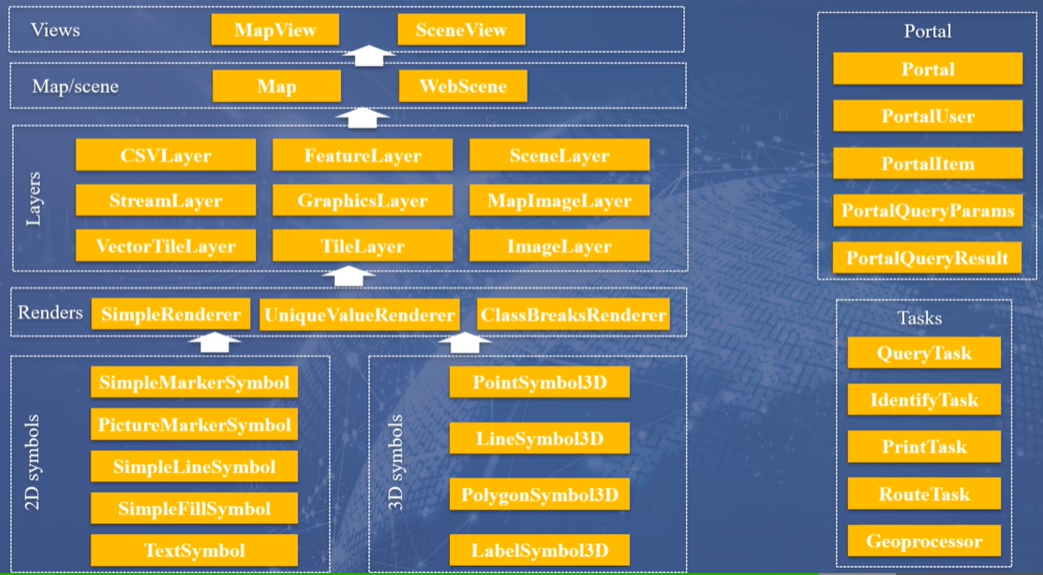 Views
MapView
SceneView
Map/scene
Map
WebScene
Layers
CSVLayer
FeatureLayer
SceneLayer
StreamLayer
GraphicsLayer
MapImageLayer
VectorTileLayer
TileLayer
ImageLayer
Renders
SimpleRenderer
UniqueValueRenderer
ClassBreaksRenderer
2D symbols
SimpleMarkerSymbol
PictureMarkerSymbol
SimpleLineSymbol
SimpleFillSymbol
TextSymbol
3D symbols
PointSymbol3D
LineSymbol3D
PolygonSymbol3D
LabelSymbol3D
Portal
Portal
PortalUser
PortalItem
PortalQueryParams
PortalQueryResult
Tasks
QueryTask
IdentifyTask
PrintTask
RouteTask
Geoprocessor